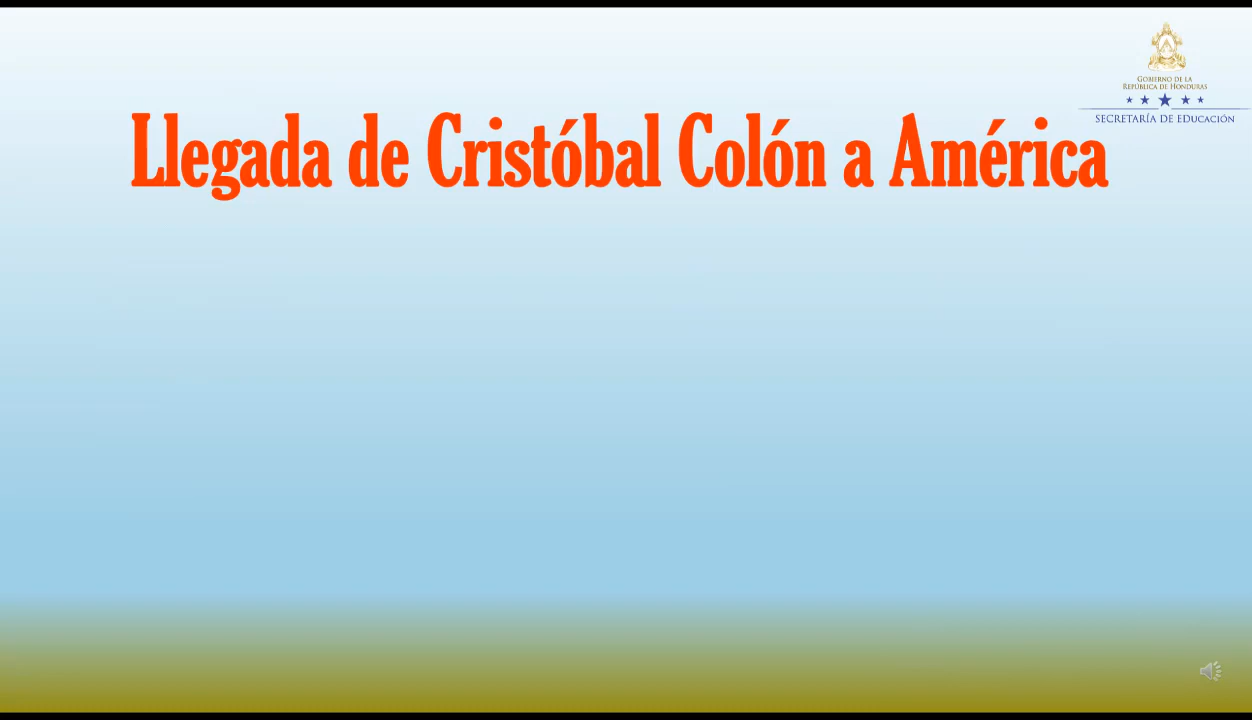 GOBIERNO DE LA
REPÚBLICA DE HONDURAS
SECRETARÍA DE EDUCACIÓN
Llegada de Cristóbal Colón a América